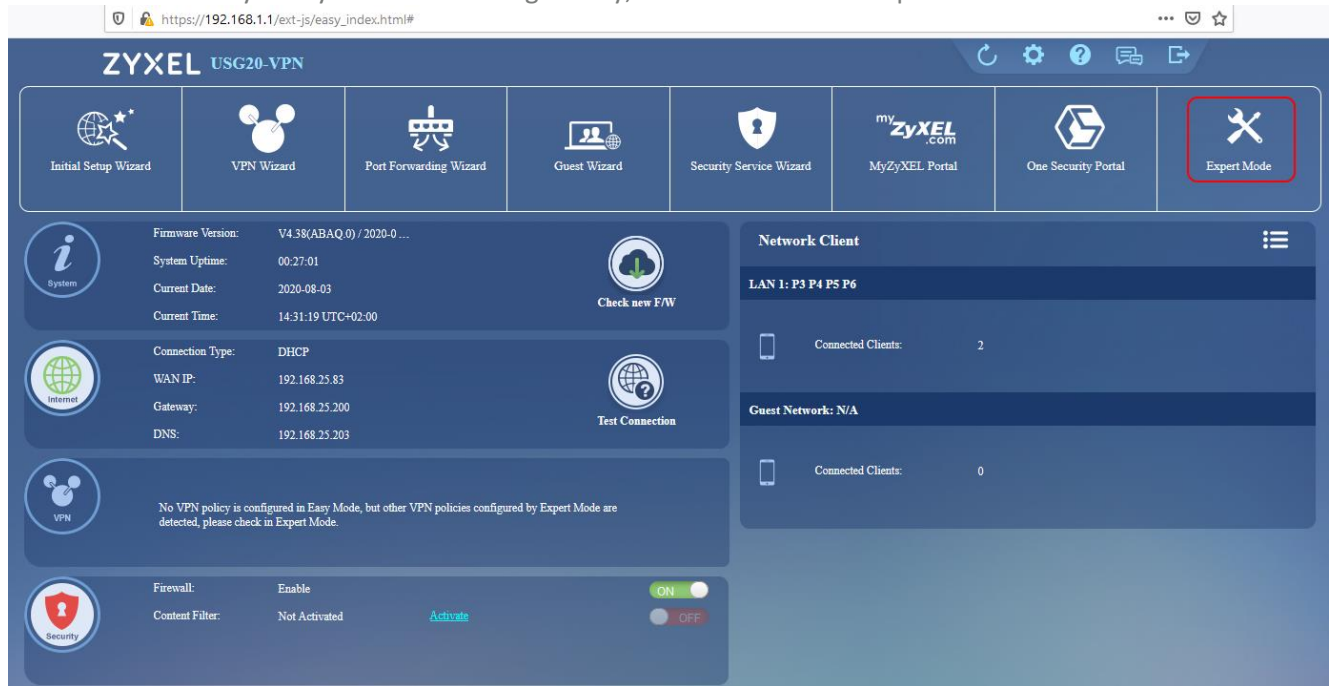 https://192.168.1.1/ext-js/easy_index.html#
ZYXEL USG20-VPN
Initial Setup Wizard
VPN Wizard
Port Forwarding Wizard
Guest Wizard
Security Service Wizard
myZyXEL.com
MyZyXEL Portal
One Security Portal
Expert Mode
System
Firmware Version: V4.38(ABAQ.0) / 2020-0 ...
System Uptime: 00:27:01
Current Date: 2020-08-03
Current Time: 14:31:19 UTC+02:00
Check new F/W
Internet
Connection Type: DHCP
WAN IP: 192.168.25.83
Gateway: 192.168.25.200
DNS: 192.168.25.203
Test Connection
VPN
No VPN policy is configured in Easy Mode, but other VPN policies configured by Expert Mode are
detected, please check in Expert Mode.
Security
Firewall: Enable ON
Content Filter: Not Activated Activate OFF
Network Client
LAN 1: P3 P4 P5 P6
Connected Clients: 2
Guest Network: N/A
Connected Clients: 0